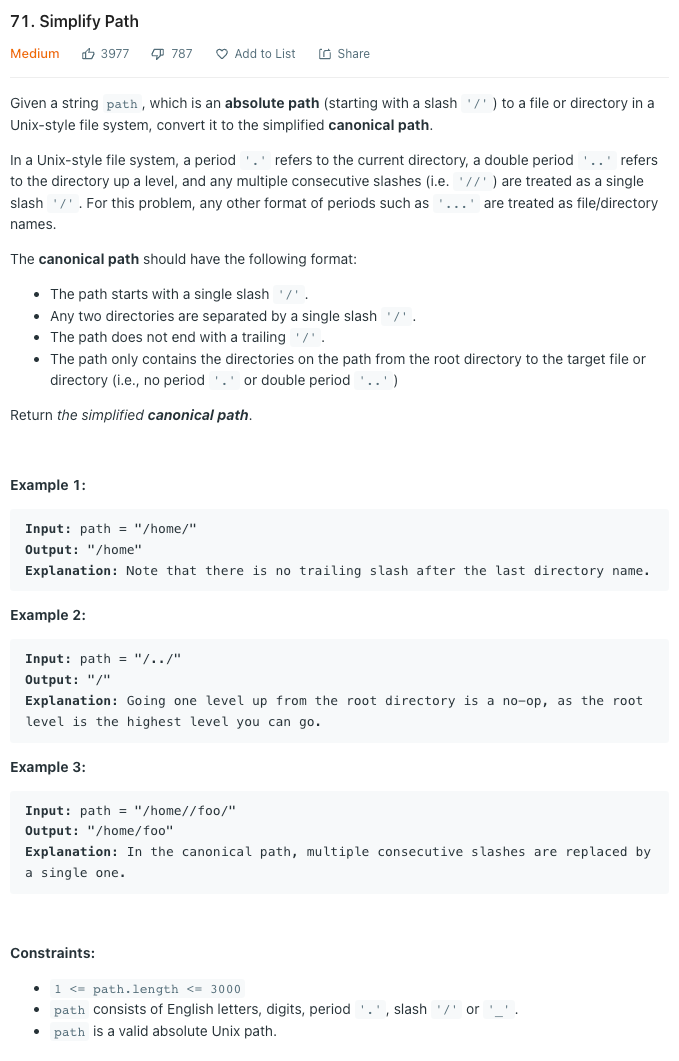 71. Simplify Path
Medium 3977 787 Add to List Share
Given a string path , which is an absolute path (starting with a slash '/' ) to a file or directory in a
Unix-style file system, convert it to the simplified canonical path.
In a Unix-style file system, a period '.' refers to the current directory, a double period '..' refers
to the directory up a level, and any multiple consecutive slashes (i.e. '//' ) are treated as a single
slash '/' . For this problem, any other format of periods such as '...' are treated as file/directory
names.
The canonical path should have the following format:
• The path starts with a single slash '/' .
• Any two directories are separated by a single slash '/' .
• The path does not end with a trailing '/' .
• The path only contains the directories on the path from the root directory to the target file or
directory (i.e., no period '.' or double period '..' )
Return the simplified canonical path.
Example 1:
Input: path = "/home/"
Output: "/home"
Explanation: Note that there is no trailing slash after the last directory name.
Example 2:
Input: path = "/../"
Output: "/"
Explanation: Going one level up from the root directory is a no-op, as the root
level is the highest level you can go.
Example 3:
Input: path = "/home//foo/"
Output: "/home/foo"
Explanation: In the canonical path, multiple consecutive slashes are replaced by
a single one.
Constraints:
• 1 <= path.length <= 3000
• path consists of English letters, digits, period '.' , slash '/' or '_' .
• path is a valid absolute Unix path.